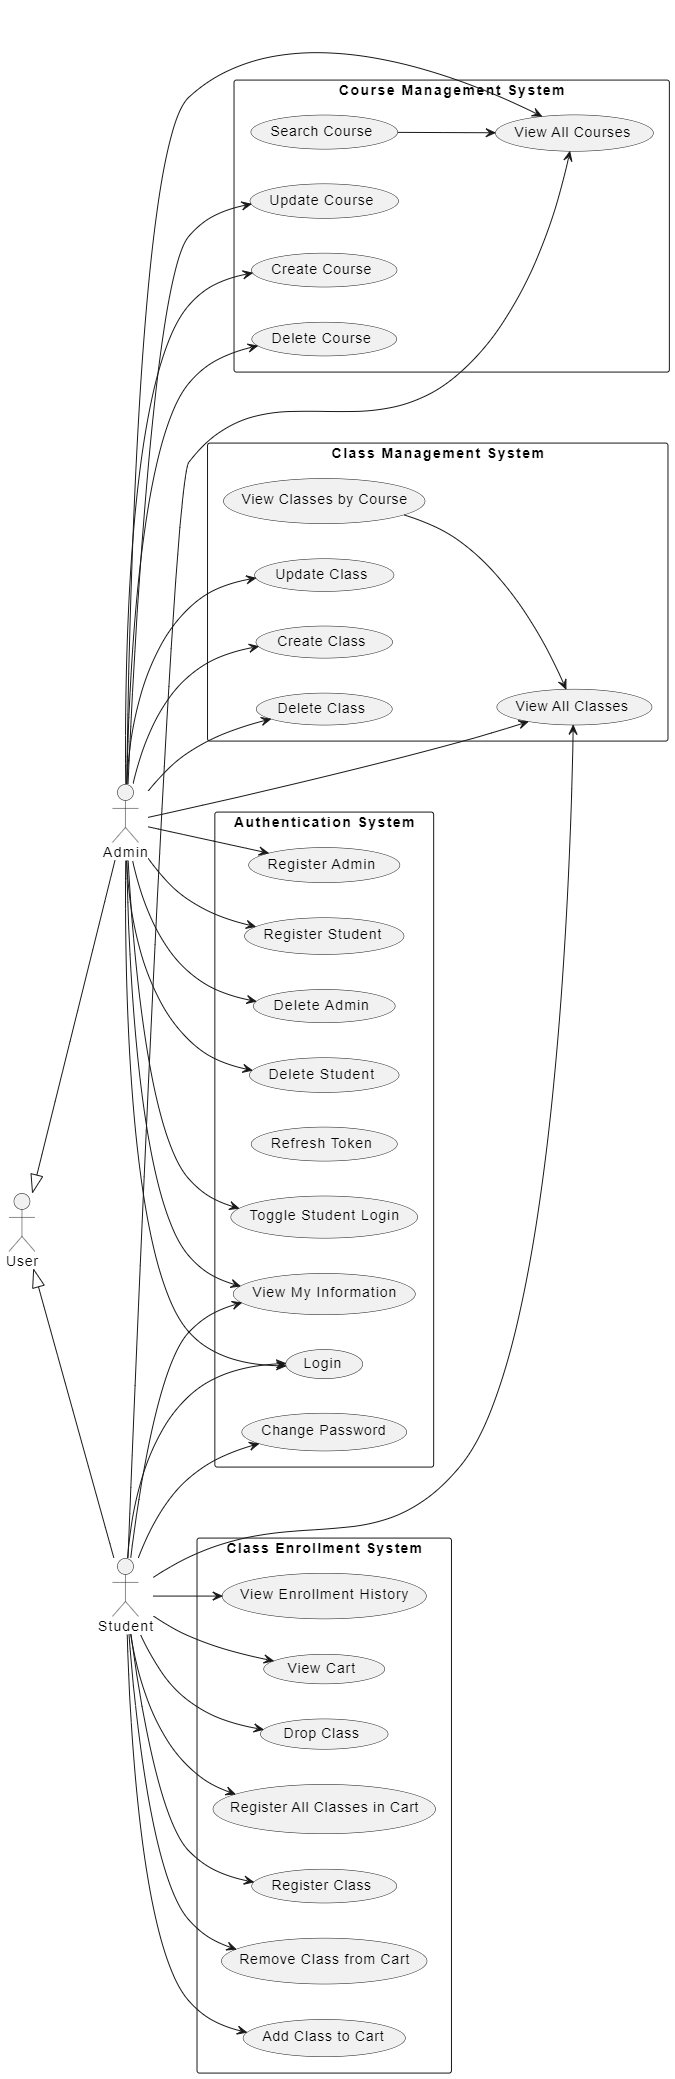 Course Management System
Search Course
View All Courses
Update Course
Create Course
Delete Course
Class Management System
View Classes by Course
Update Class
Create Class
Delete Class
View All Classes
Admin
Authentication System
Register Admin
Register Student
Delete Admin
Delete Student
Refresh Token
Toggle Student Login
User
View My Information
Login
Change Password
Student
Class Enrollment System
View Enrollment History
View Cart
Drop Class
Register All Classes in Cart
Register Class
Remove Class from Cart
Add Class to Cart